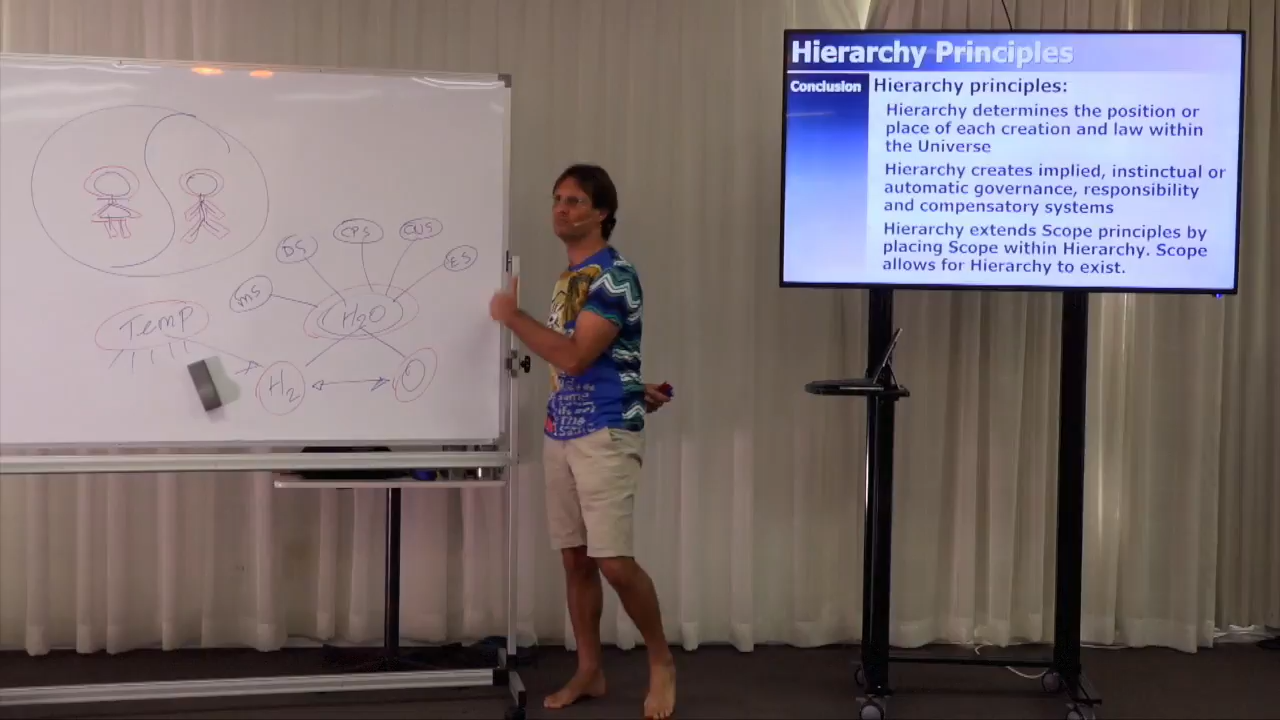 Hierarchy Principles
Conclusion
Hierarchy principles:
Hierarchy determines the position or
place of each creation and law within
the Universe
Hierarchy creates implied, instinctual or
automatic governance, responsibility
and compensatory systems
Hierarchy extends Scope principles by
placing Scope within Hierarchy. Scope
allows for Hierarchy to exist.
DS
CPS
CNS
ES
MS
Temp
H2O
H2
O